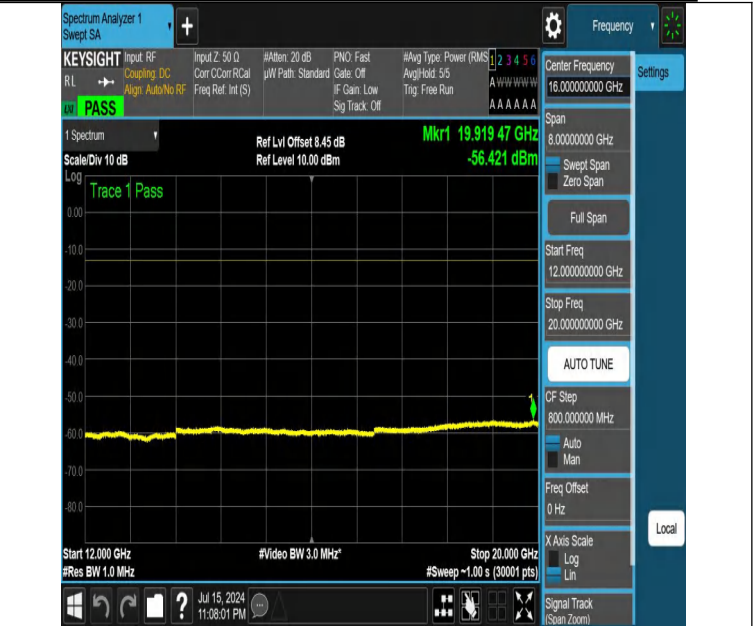 Spectrum Analyzer 1
Swept SA
+
Frequency
KEYSIGHT
RL
PASS
Input: RF
Coupling: DC
Align: Auto/No RF
Input Z: 50 Ω
Corr CCorr RCal
Freq Ref: Int (S)
#Atten: 20 dB
µW Path: Standard
PNO: Fast
Gate: Off
IF Gain: Low
Sig Track: Off
#Avg Type: Power (RMS
Avg|Hold: 5/5
Trig: Free Run
1 2 3 4 5 6
A W W W W W
A A A A A A
1 Spectrum
Scale/Div 10 dB
Ref Lvl Offset 8.45 dB
Ref Level 10.00 dBm
Mkr1 19.919 47 GHz
-56.421 dBm
Log
Trace 1 Pass
0.00
-10.0
-20.0
-30.0
-40.0
-50.0
-60.0
-70.0
-80.0
1
Start 12.000 GHz
#Res BW 1.0 MHz
#Video BW 3.0 MHz*
Stop 20.000 GHz
#Sweep ~1.00 s (30001 pts)
?
Jul 15, 2024
11:08:01 PM
Center Frequency
16.000000000 GHz
Settings
Span
8.00000000 GHz
Swept Span
Zero Span
Full Span
Start Freq
12.000000000 GHz
Stop Freq
20.000000000 GHz
AUTO TUNE
CF Step
800.000000 MHz
Auto
Man
Freq Offset
0 Hz
X Axis Scale
Log
Lin
Local
Signal Track
(Span Zoom)